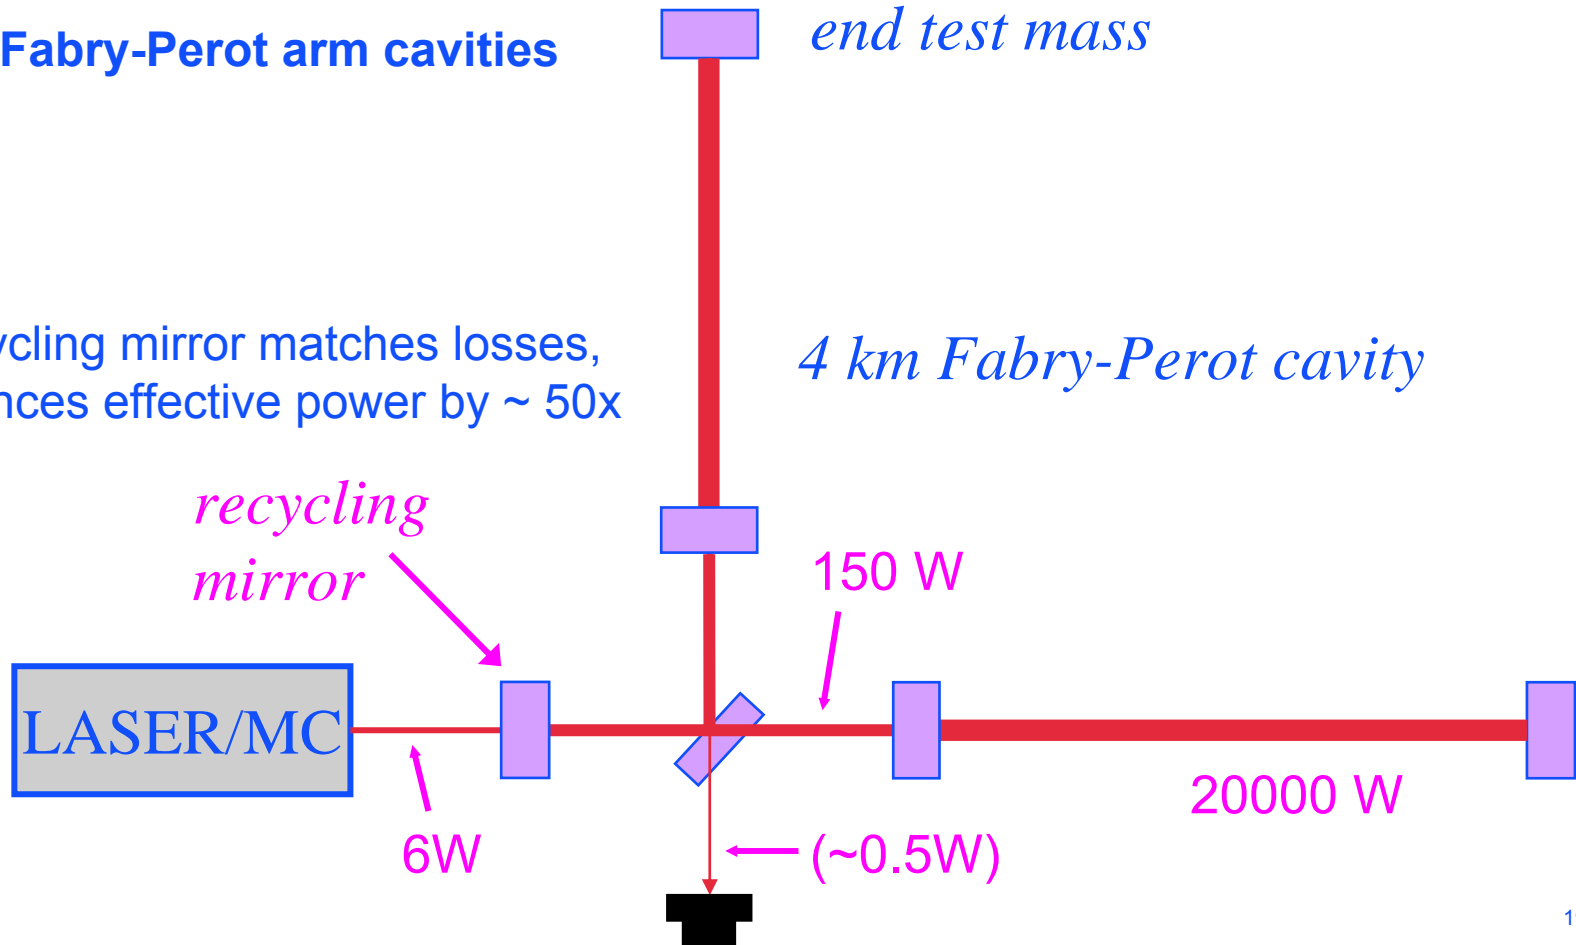 Fabry-Perot arm cavities
end test mass
cycling mirror matches losses,
nces effective power by ~ 50x
4 km Fabry-Perot cavity
recycling
mirror
150 W
LASER/MC
20000 W
6W
(~0.5W)